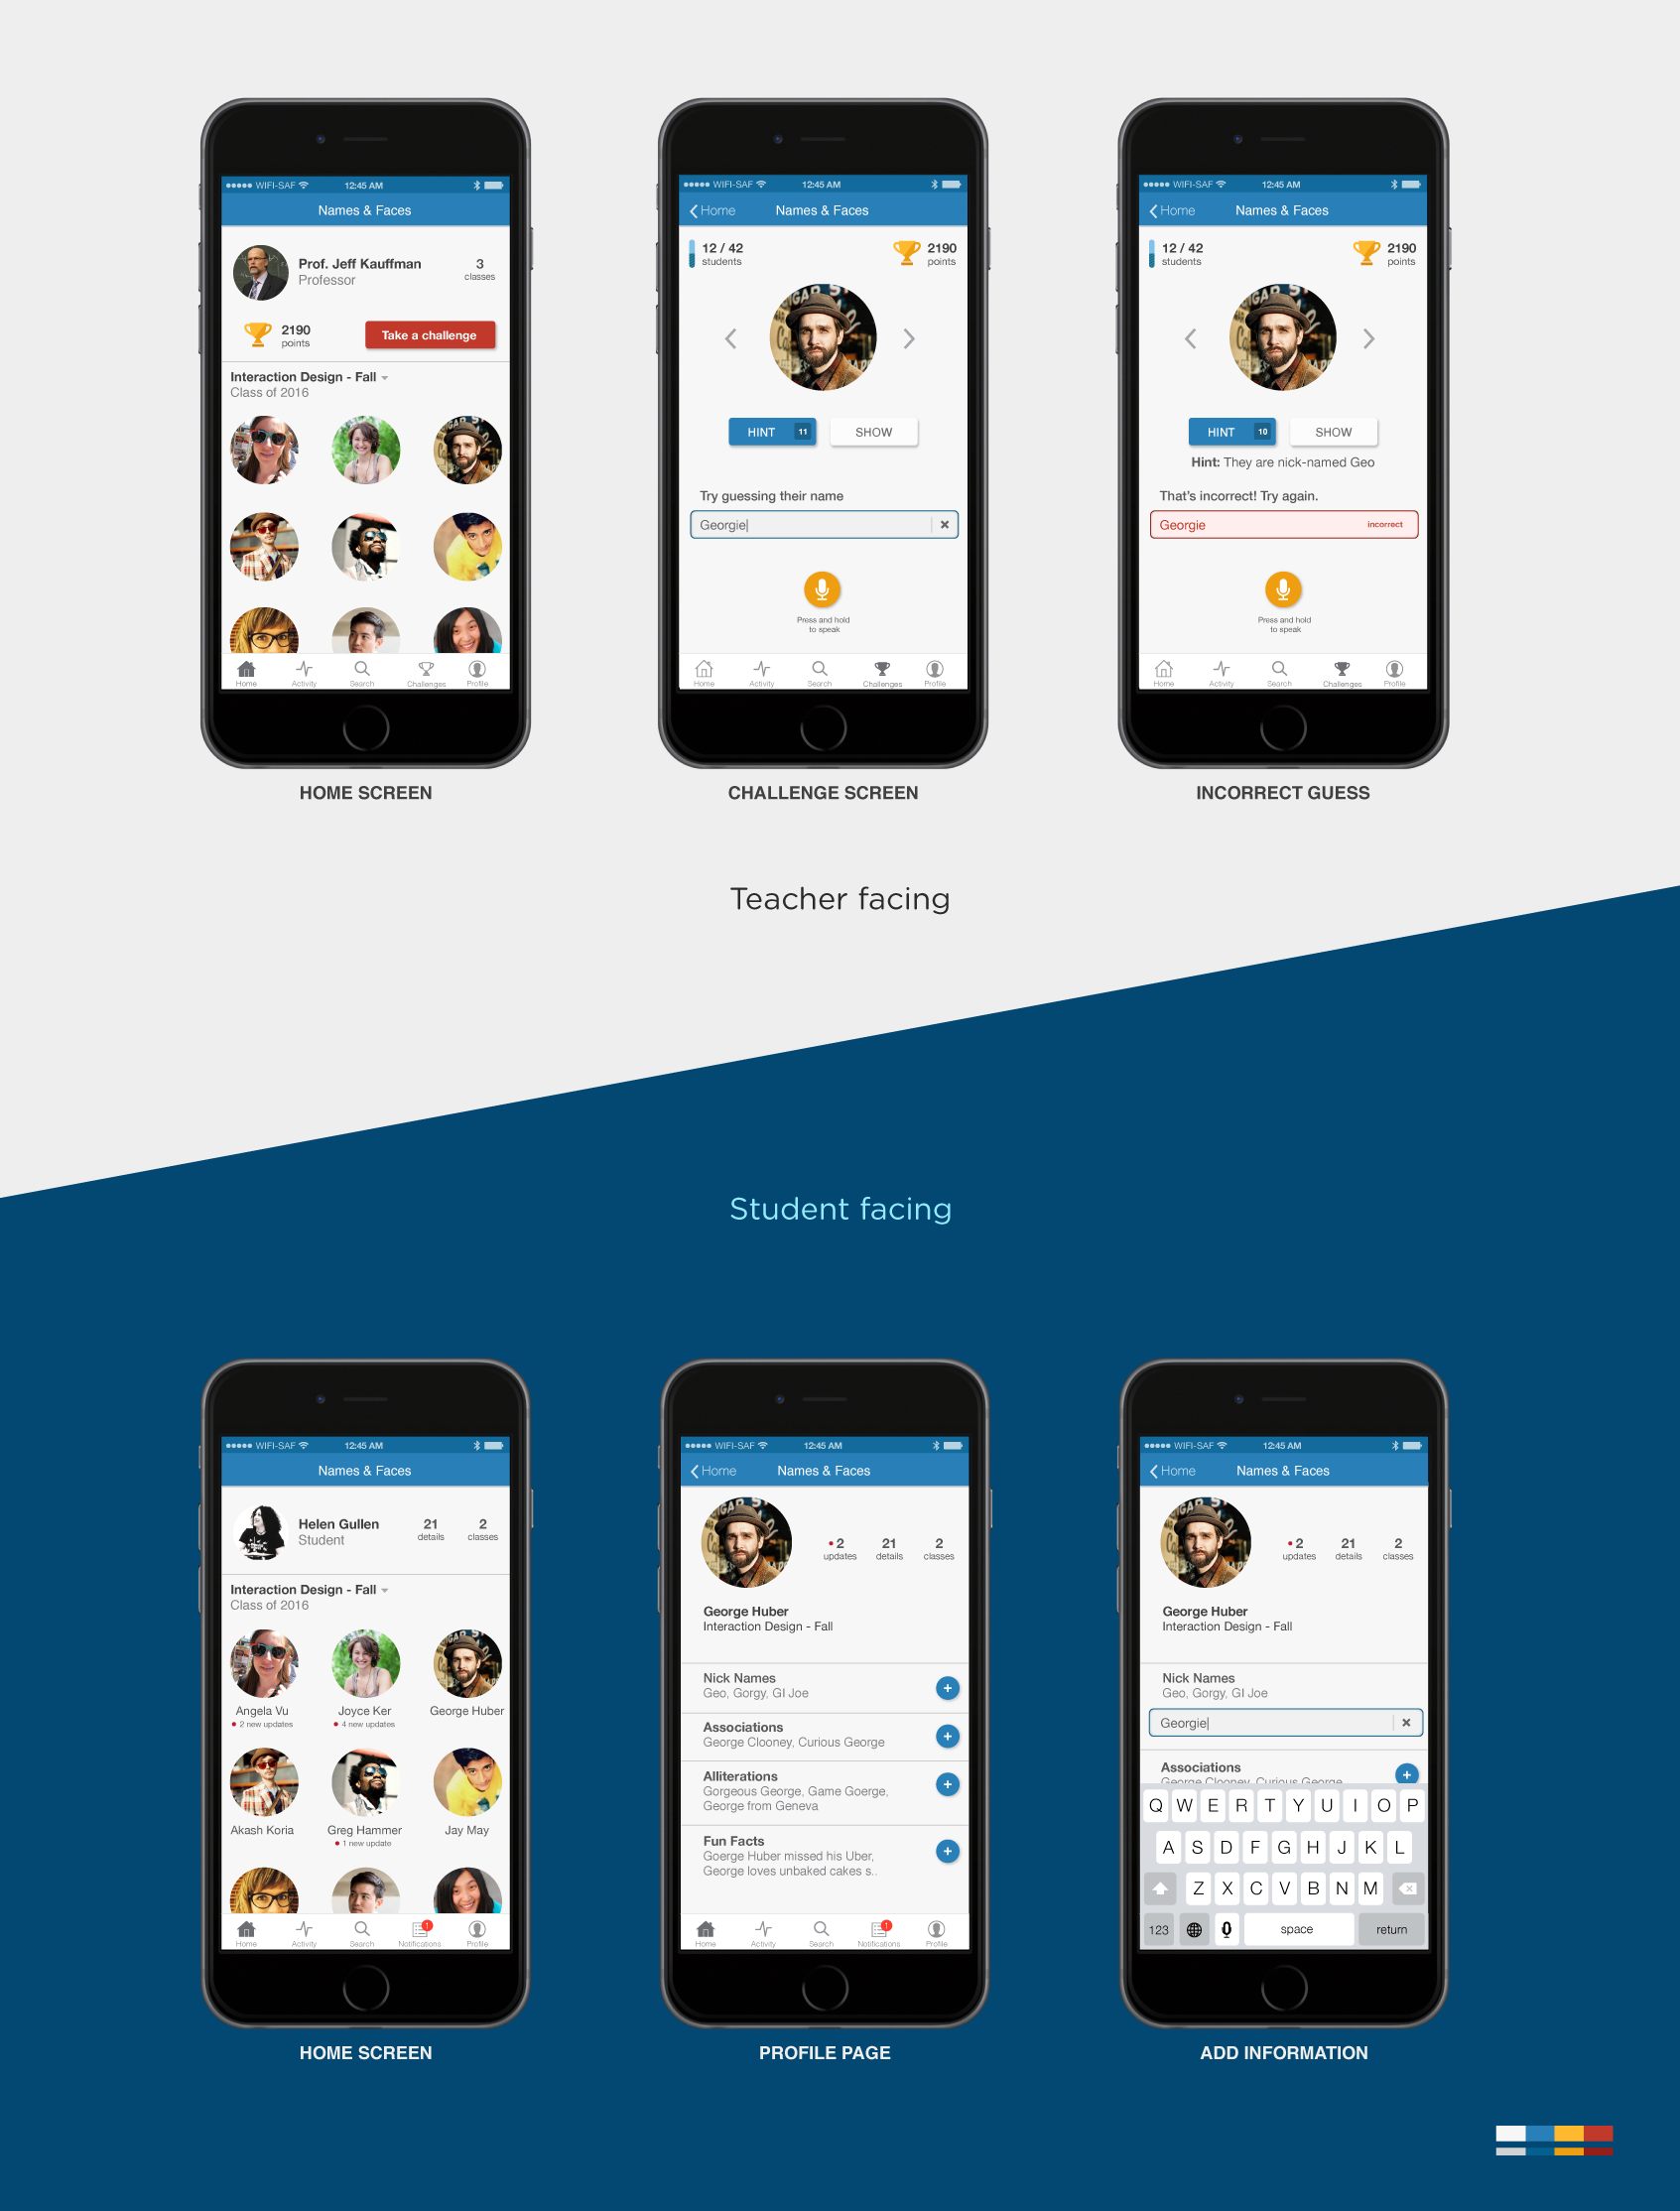 WIFI-SAF 12:45 AM
Names & Faces
Prof. Jeff Kauffman
Professor
3
classes
2190
points
Take a challenge
Interaction Design - Fall
Class of 2016
Home Activity Search Challenges Profile
HOME SCREEN
WIFI-SAF 12:45 AM
Home Names & Faces
12 / 42
students
2190
points
HINT 11 SHOW
Try guessing their name
Georgie
Press and hold
to speak
Home Activity Search Challenges Profile
CHALLENGE SCREEN
WIFI-SAF 12:45 AM
Home Names & Faces
12 / 42
students
2190
points
HINT 10 SHOW
Hint: They are nick-named Geo
That's incorrect! Try again.
Georgie incorrect
Press and hold
to speak
Home Activity Search Challenges Profile
INCORRECT GUESS
Teacher facing
Student facing
WIFI-SAF 12:45 AM
Names & Faces
Helen Gullen
Student
21
details
2
classes
Interaction Design - Fall
Class of 2016
Angela Vu Joyce Ker George Huber
2 new updates 4 new updates
Akash Koria Greg Hammer Jay May
1 new update
1
Home Activity Search Notifications Profile
HOME SCREEN
WIFI-SAF 12:45 AM
Home Names & Faces
2 21 2
updates details classes
George Huber
Interaction Design - Fall
Nick Names
Geo, Gorgy, GI Joe
Associations
George Clooney, Curious George
Alliterations
Gorgeous George, Game Goerge,
George from Geneva
Fun Facts
Goerge Huber missed his Uber,
George loves unbaked cakes s..
1
Home Activity Search Notifications Profile
PROFILE PAGE
WIFI-SAF 12:45 AM
Home Names & Faces
2 21 2
updates details classes
George Huber
Interaction Design - Fall
Nick Names
Geo, Gorgy, GI Joe
Georgie
Associations
George Clooney, Curious George
Q W E R T Y U I O P
A S D F G H J K L
Z X C V B N M
123 space return
ADD INFORMATION